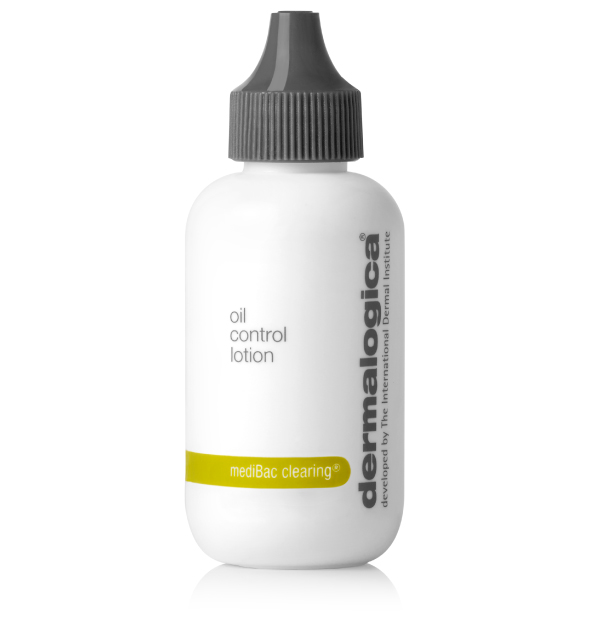 oil
control
lotion
mediBac clearing®
dermalogica®
developed by The International Dermal Institute